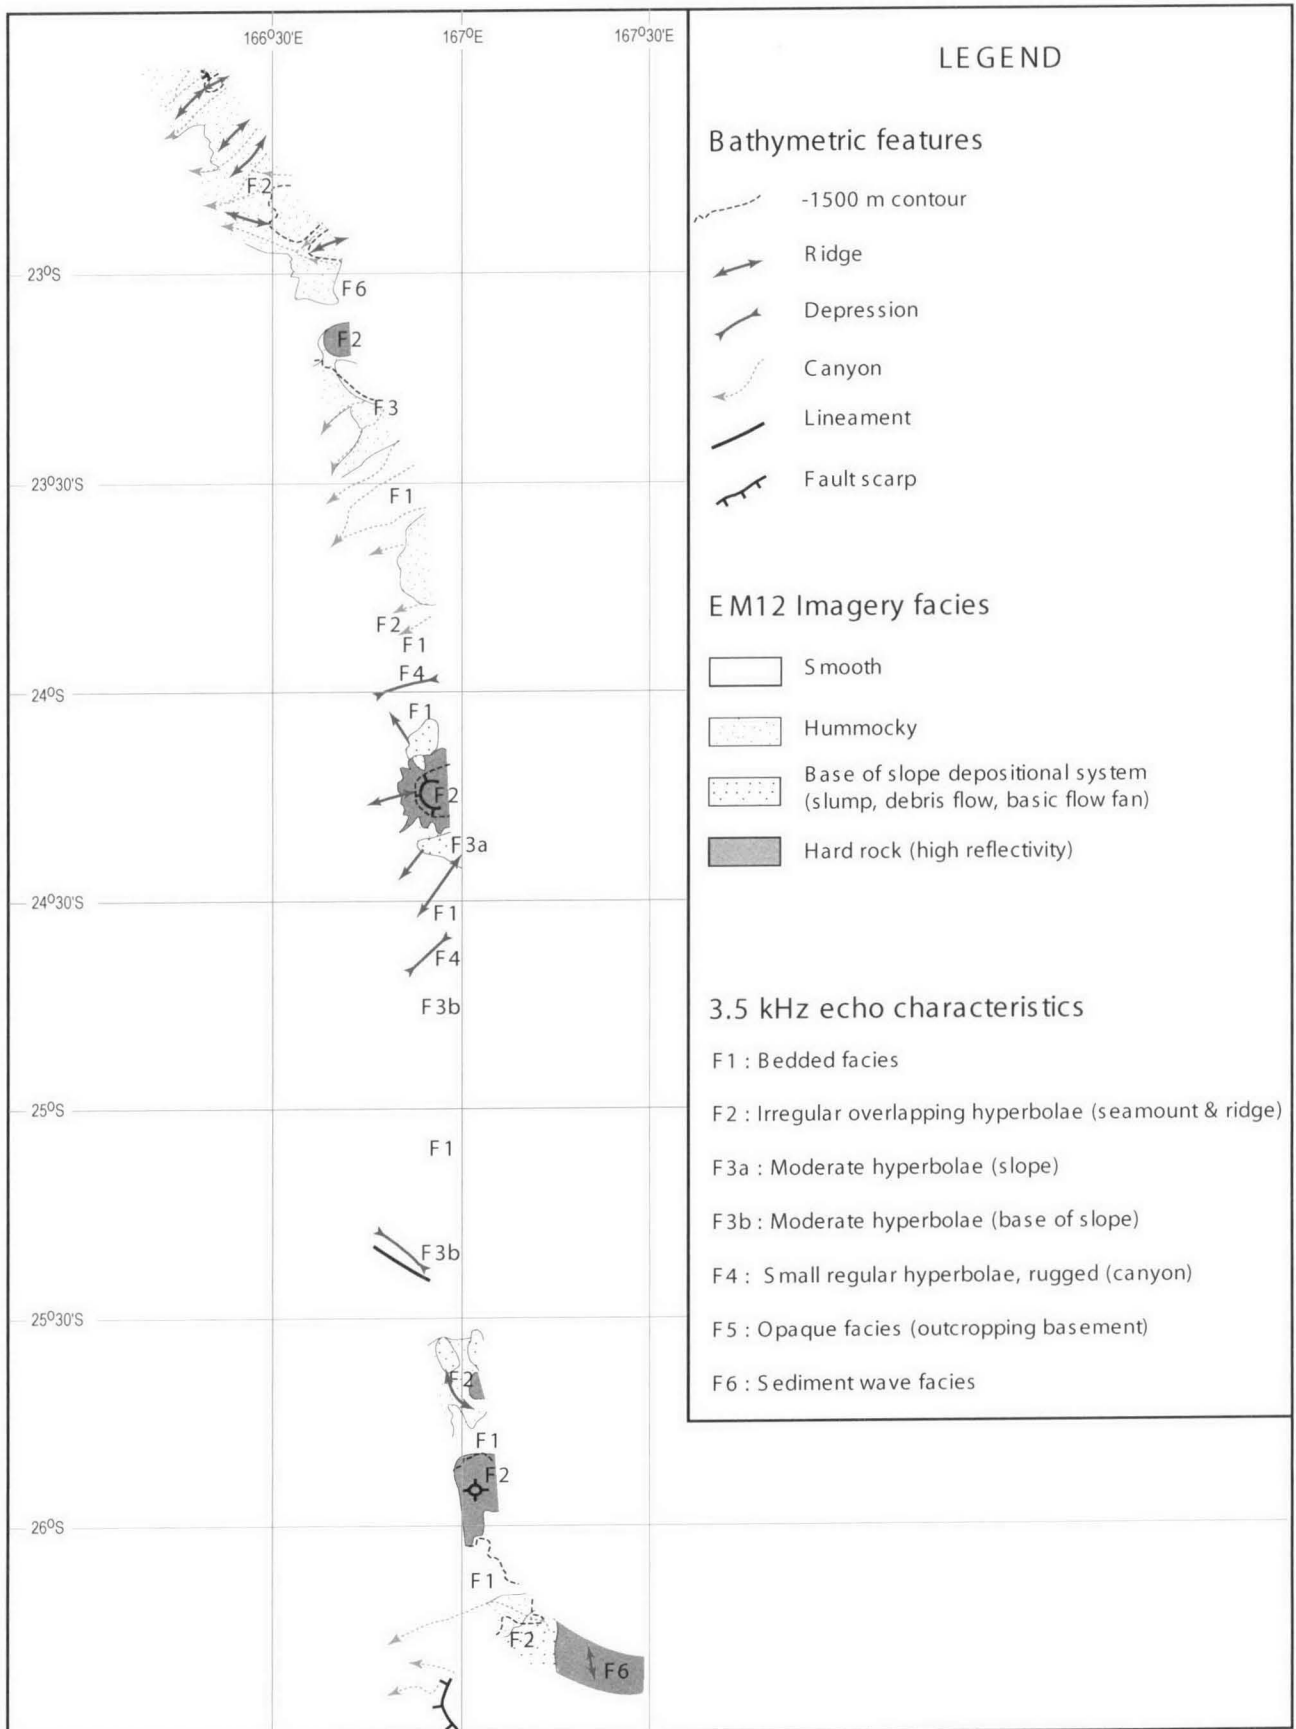 166°30'E
167°E
167°30'E
F2
23°S
F6
F2
F3
23°30'S
F1
F2
F1
F4
24°S
F1
F2
F3a
24°30'S
F1
F4
F3b
25°S
F1
F3b
25°30'S
F2
F1
F2
26°S
F1
F2
F6
LEGEND
Bathymetric features
-1500 m contour
Ridge
Depression
Canyon
Lineament
Fault scarp
EM12 Imagery facies
Smooth
Hummocky
Base of slope depositional system
(slump, debris flow, basic flow fan)
Hard rock (high reflectivity)
3.5 kHz echo characteristics
F1 : Bedded facies
F2 : Irregular overlapping hyperbolae (seamount & ridge)
F3a : Moderate hyperbolae (slope)
F3b : Moderate hyperbolae (base of slope)
F4 : Small regular hyperbolae, rugged (canyon)
F5 : Opaque facies (outcropping basement)
F6 : Sediment wave facies